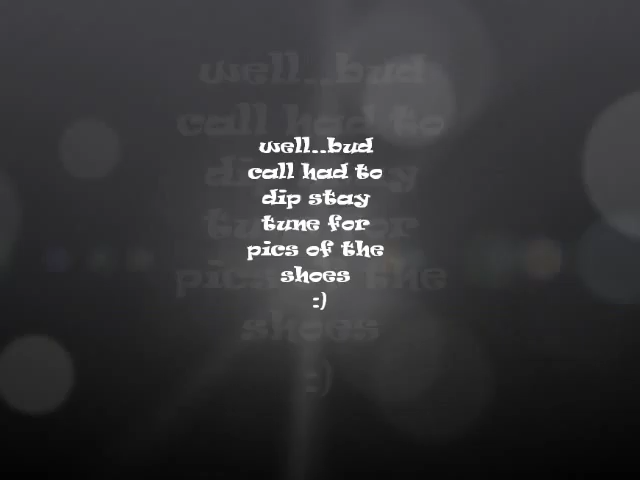 well..bud
call had to
dip stay
tune for
pics of the
shoes
:)